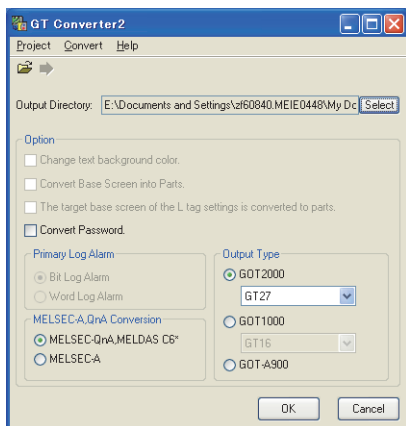 GT Converter2
Project Convert Help
Output Directory: E:\Documents and Settings\zf60840.MEIE0448\My Dc Select
Option
Change text background color.
Convert Base Screen into Parts.
The target base screen of the L tag settings is converted to parts.
Convert Password.
Primary Log Alarm
Bit Log Alarm
Word Log Alarm
MELSEC-A,QnA Conversion
MELSEC-QnA,MELDAS C6*
MELSEC-A
Output Type
GOT2000
GT27
GOT1000
GT16
GOT-A900
OK Cancel